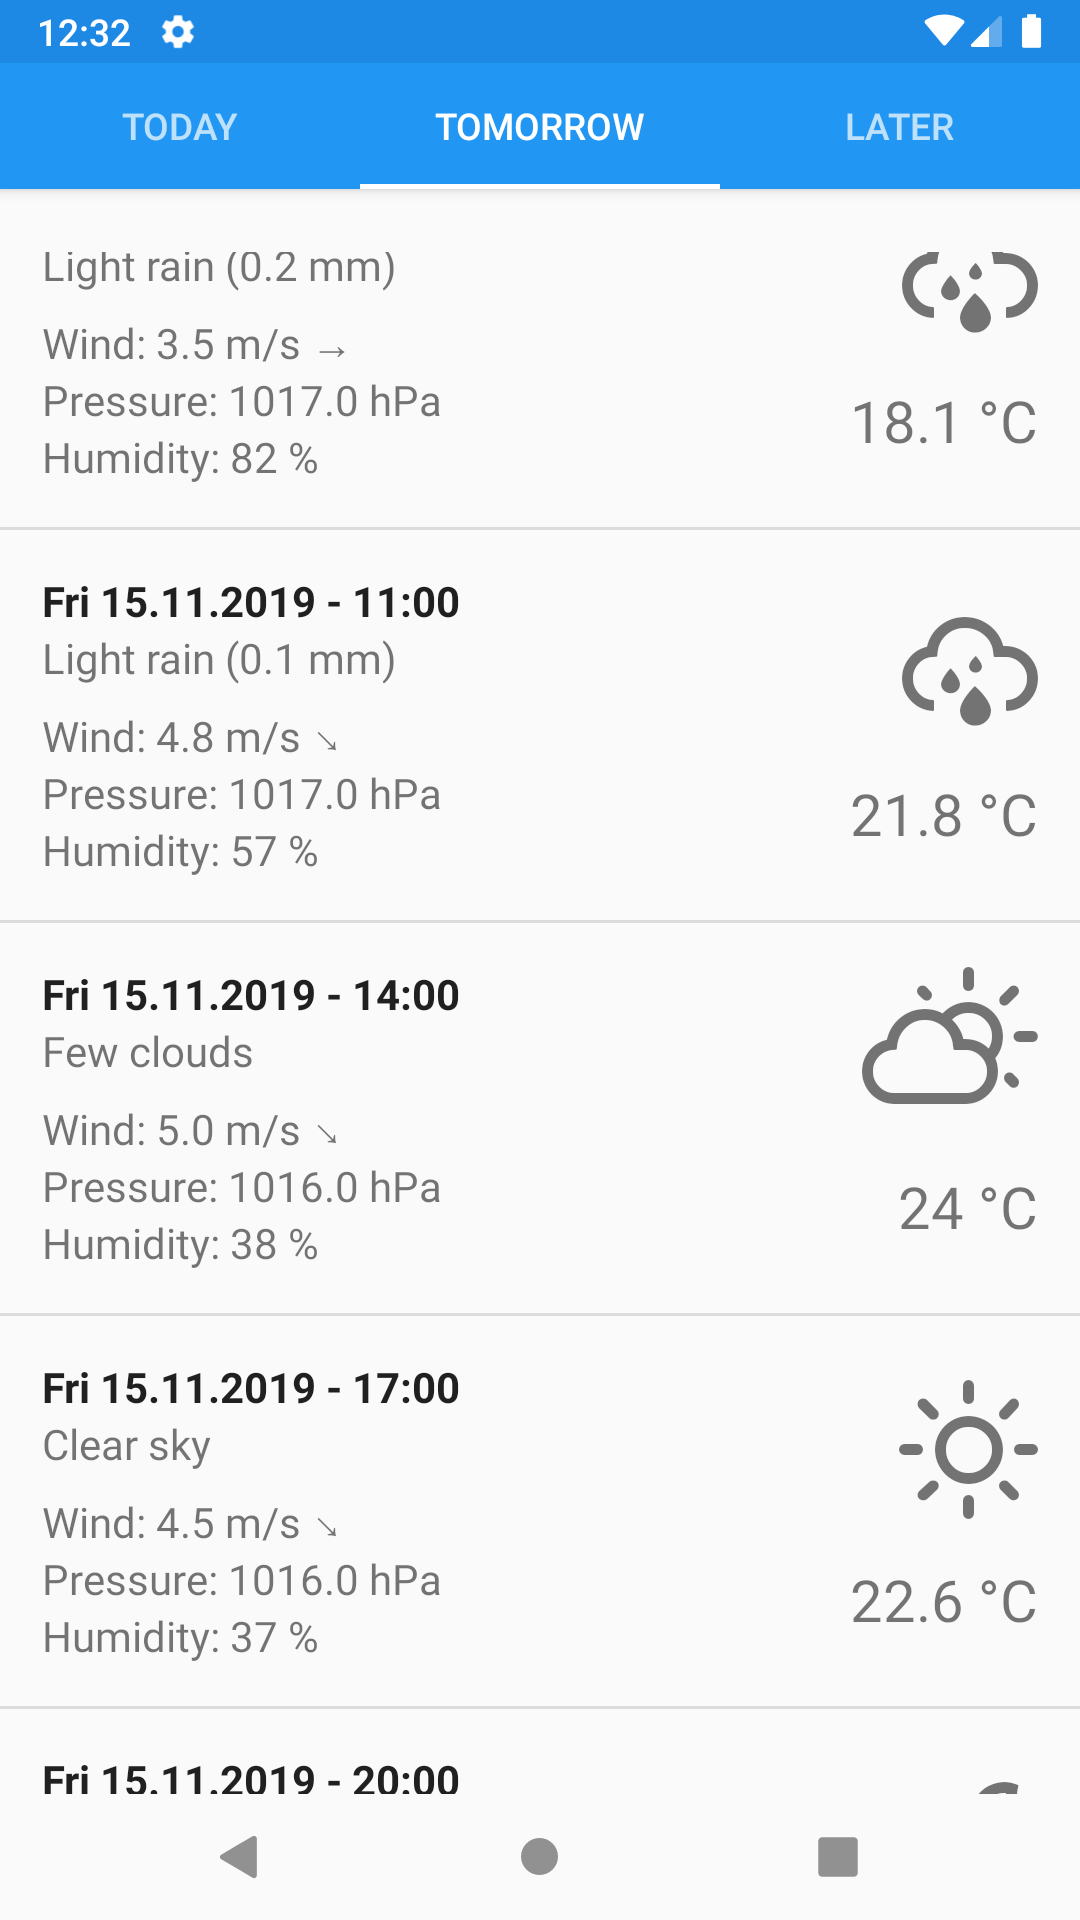 12:32
TODAY TOMORROW LATER
Light rain (0.2 mm)
Wind: 3.5 m/s →
Pressure: 1017.0 hPa
18.1 °C
Humidity: 82 %
Fri 15.11.2019 - 11:00
Light rain (0.1 mm)
Wind: 4.8 m/s ↘
Pressure: 1017.0 hPa
21.8 °C
Humidity: 57 %
Fri 15.11.2019 - 14:00
Few clouds
Wind: 5.0 m/s ↘
Pressure: 1016.0 hPa
24 °C
Humidity: 38 %
Fri 15.11.2019 - 17:00
Clear sky
Wind: 4.5 m/s ↘
Pressure: 1016.0 hPa
22.6 °C
Humidity: 37 %
Fri 15.11.2019 - 20:00